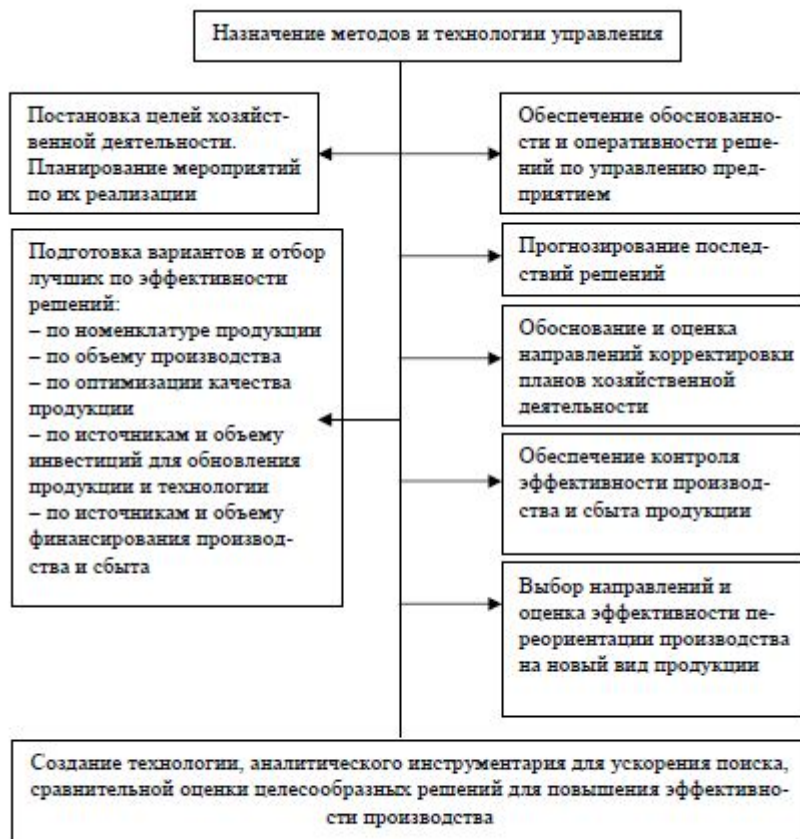 Назначение методов и технологии управления
Постановка целей хозяйст-
венной деятельности.
Планирование мероприятий
по их реализации
Подготовка вариантов и отбор
лучших по эффективности
решений:
– по номенклатуре продукции
– по объему производства
– по оптимизации качества
продукции
– по источникам и объему
инвестиций для обновления
продукции и технологии
– по источникам и объему
финансирования производ-
ства и сбыта
Обеспечение обоснованно-
сти и оперативности реше-
ний по управлению пред-
приятием
Прогнозирование послед-
ствий решений
Обоснование и оценка
направлений корректировки
планов хозяйственной
деятельности
Обеспечение контроля
эффективности производ-
ства и сбыта продукции
Выбор направлений и
оценка эффективности пе-
реориентации производства
на новый вид продукции
Создание технологии, аналитического инструментария для ускорения поиска,
сравнительной оценки целесообразных решений для повышения эффективно-
сти производства